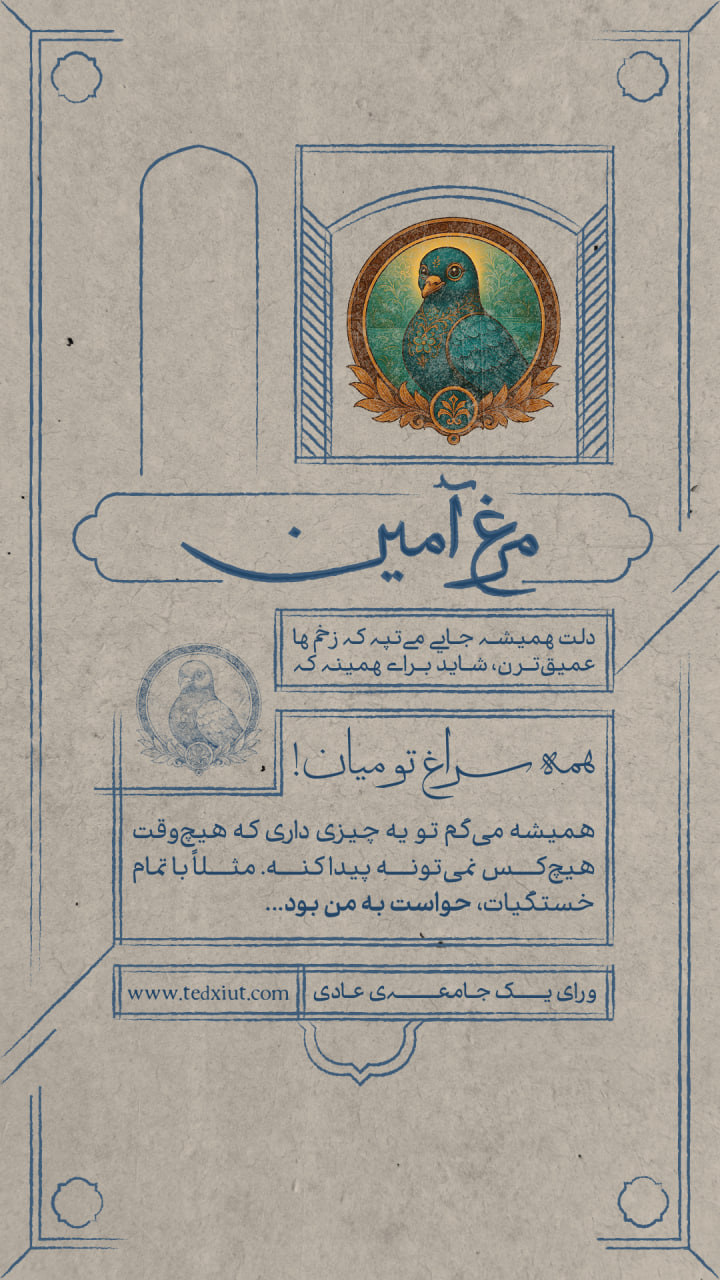 مرغ آمین
دلت همیشه جایی می‌تپه که زخم ها
عمیق‌ترن، شاید برای همینه که
همه سراغ تو میان!
همیشه می‌گم تو یه چیزی داری که هیچ‌وقت
هیچ‌کس نمی‌تونه پیدا کنه. مثلاً با تمام
خستگیات، حواست به من بود...
ورای یک جامعه‌ی عادی
www.tedxiut.com